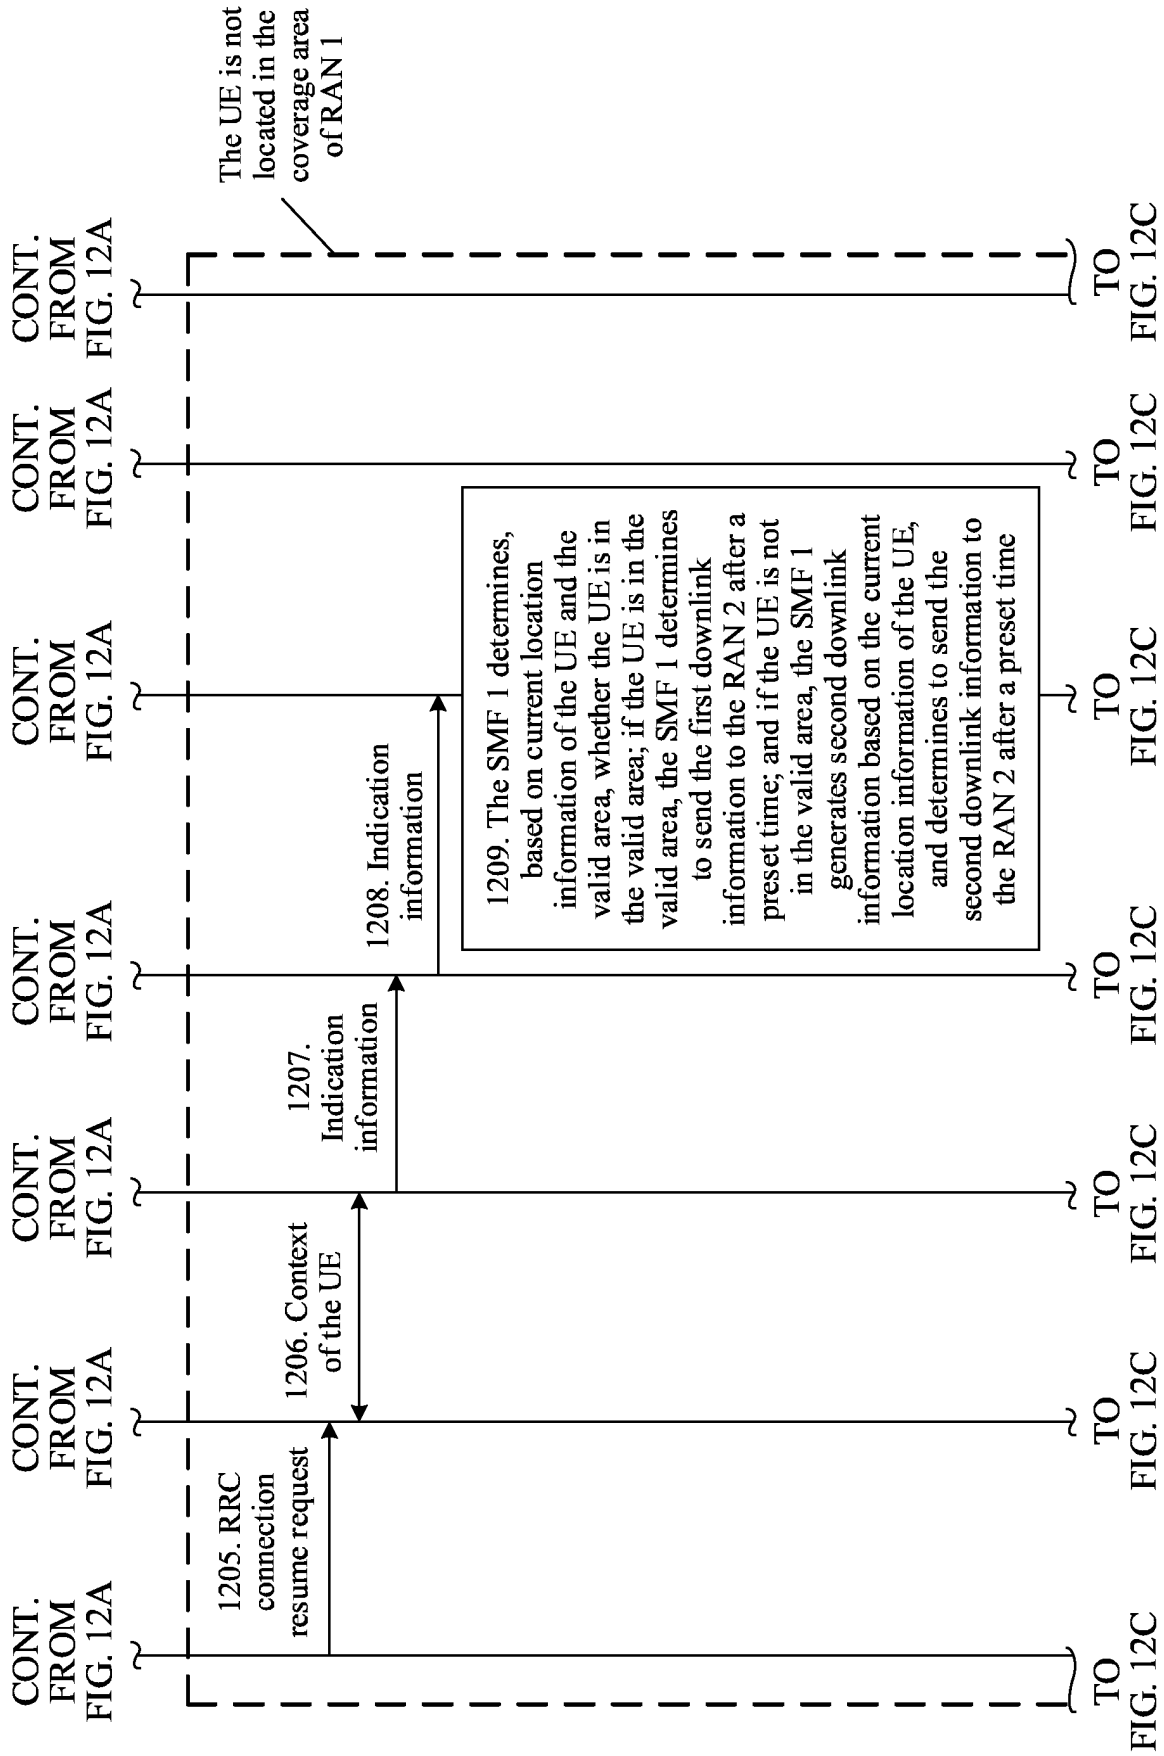 CONT.
FROM
FIG. 12A
CONT.
FROM
FIG. 12A
CONT.
FROM
FIG. 12A
CONT.
FROM
FIG. 12A
CONT.
FROM
FIG. 12A
CONT.
FROM
FIG. 12A
CONT.
FROM
FIG. 12A
The UE is not
located in the
coverage area
of RAN 1
1205. RRC
connection
resume request
1206. Context
of the UE
1207.
Indication
information
1208. Indication
information
1209. The SMF 1 determines,
based on current location
information of the UE and the
valid area, whether the UE is in
the valid area; if the UE is in the
valid area, the SMF 1 determines
to send the first downlink
information to the RAN 2 after a
preset time; and if the UE is not
in the valid area, the SMF 1
generates second downlink
information based on the current
location information of the UE,
and determines to send the
second downlink information to
the RAN 2 after a preset time
TO
FIG. 12C
TO
FIG. 12C
TO
FIG. 12C
TO
FIG. 12C
TO
FIG. 12C
TO
FIG. 12C
TO
FIG. 12C